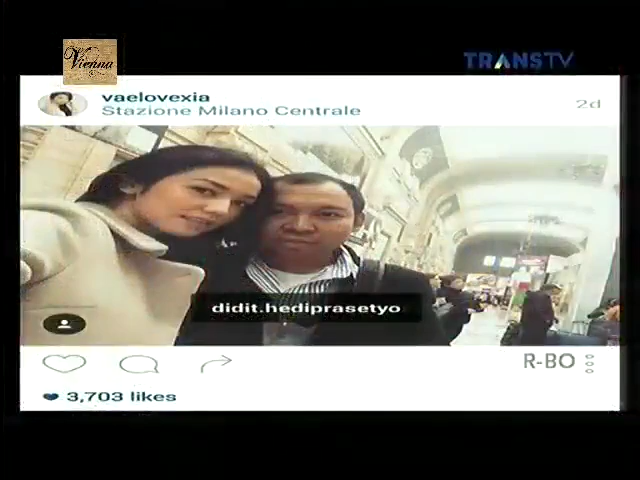 Vienna
TRANSTV
vaelovexia
Stazione Milano Centrale
2d
didit.hediprasetyo
R-BO
3,703 likes